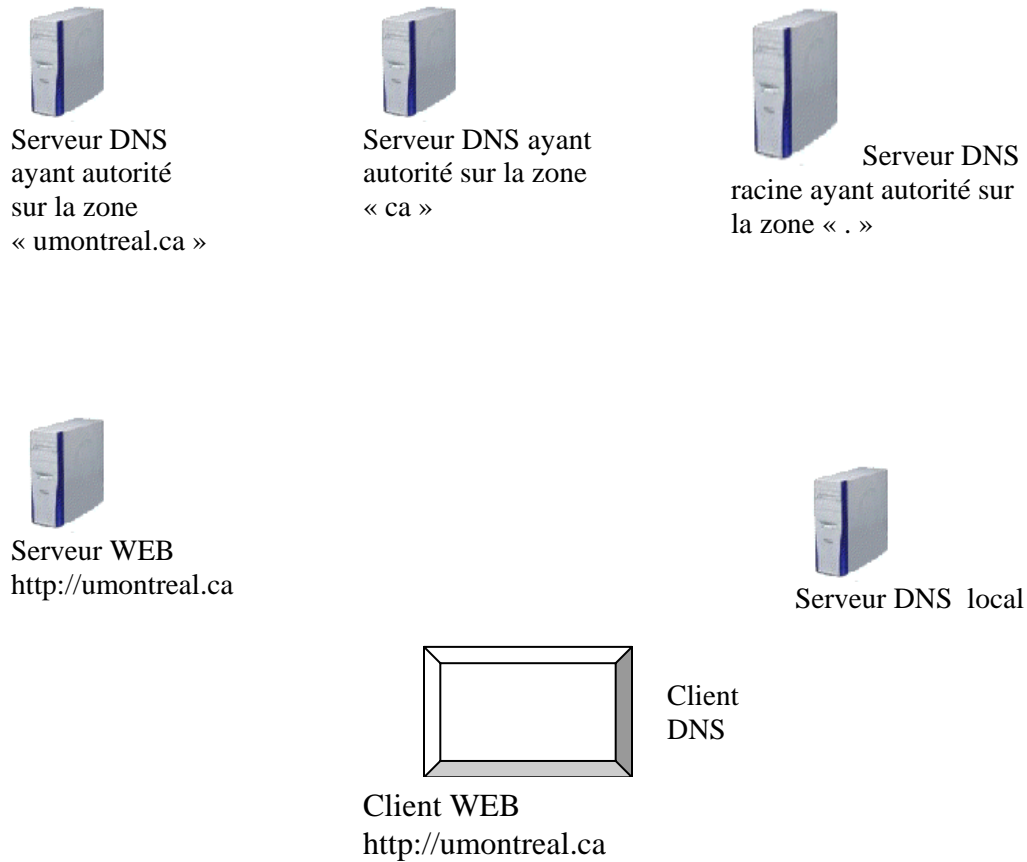 Serveur DNS
ayant autorité
sur la zone
« umontreal.ca »
Serveur DNS ayant
autorité sur la zone
« ca »
Serveur DNS
racine ayant autorité sur
la zone « . »
Serveur WEB
http://umontreal.ca
Serveur DNS local
Client
DNS
Client WEB
http://umontreal.ca